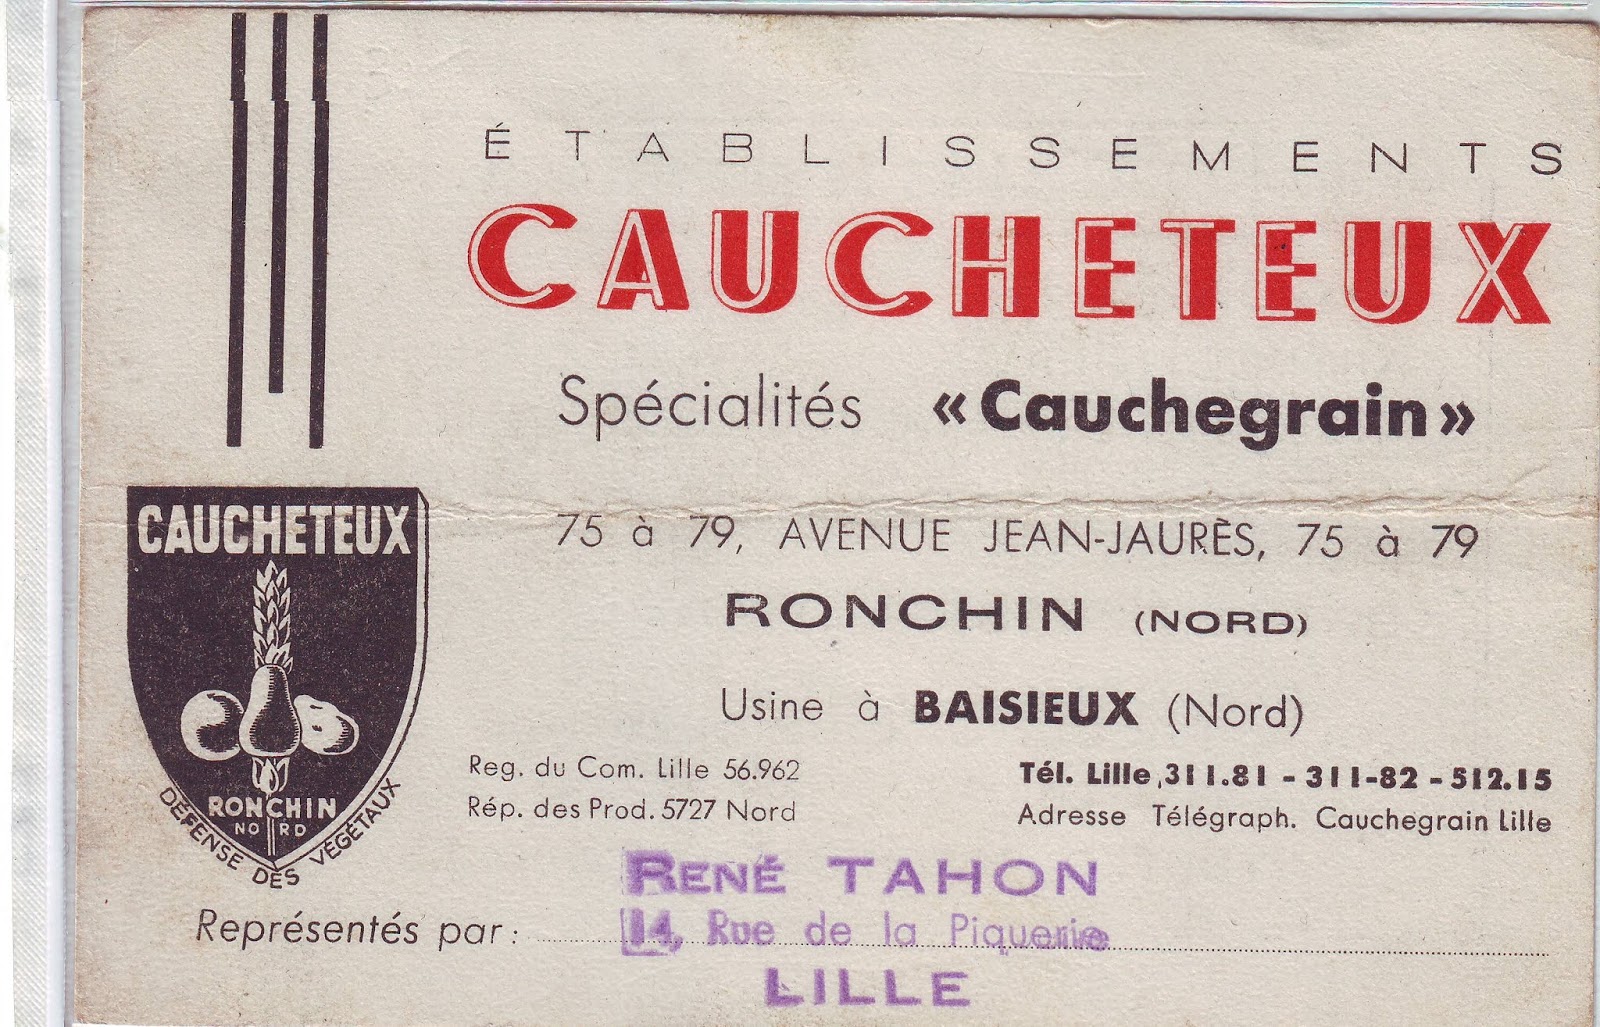 ÉTABLISSEMENTS
CAUCHETEUX
Spécialités « Cauchegrain »
75 à 79, AVENUE JEAN-JAURÈS, 75 à 79
RONCHIN (NORD)
Usine à BAISIEUX (Nord)
Reg. du Com. Lille 56.962
Rép. des Prod. 5727 Nord
Tél. Lille, 311.81 - 311-82 - 512.15
Adresse Télégraph. Cauchegrain Lille
CAUCHETEUX
RONCHIN
NORD
DÉFENSE DES VÉGÉTAUX
Représentés par :
RENÉ TAHON
14, Rue de la Piquerie
LILLE